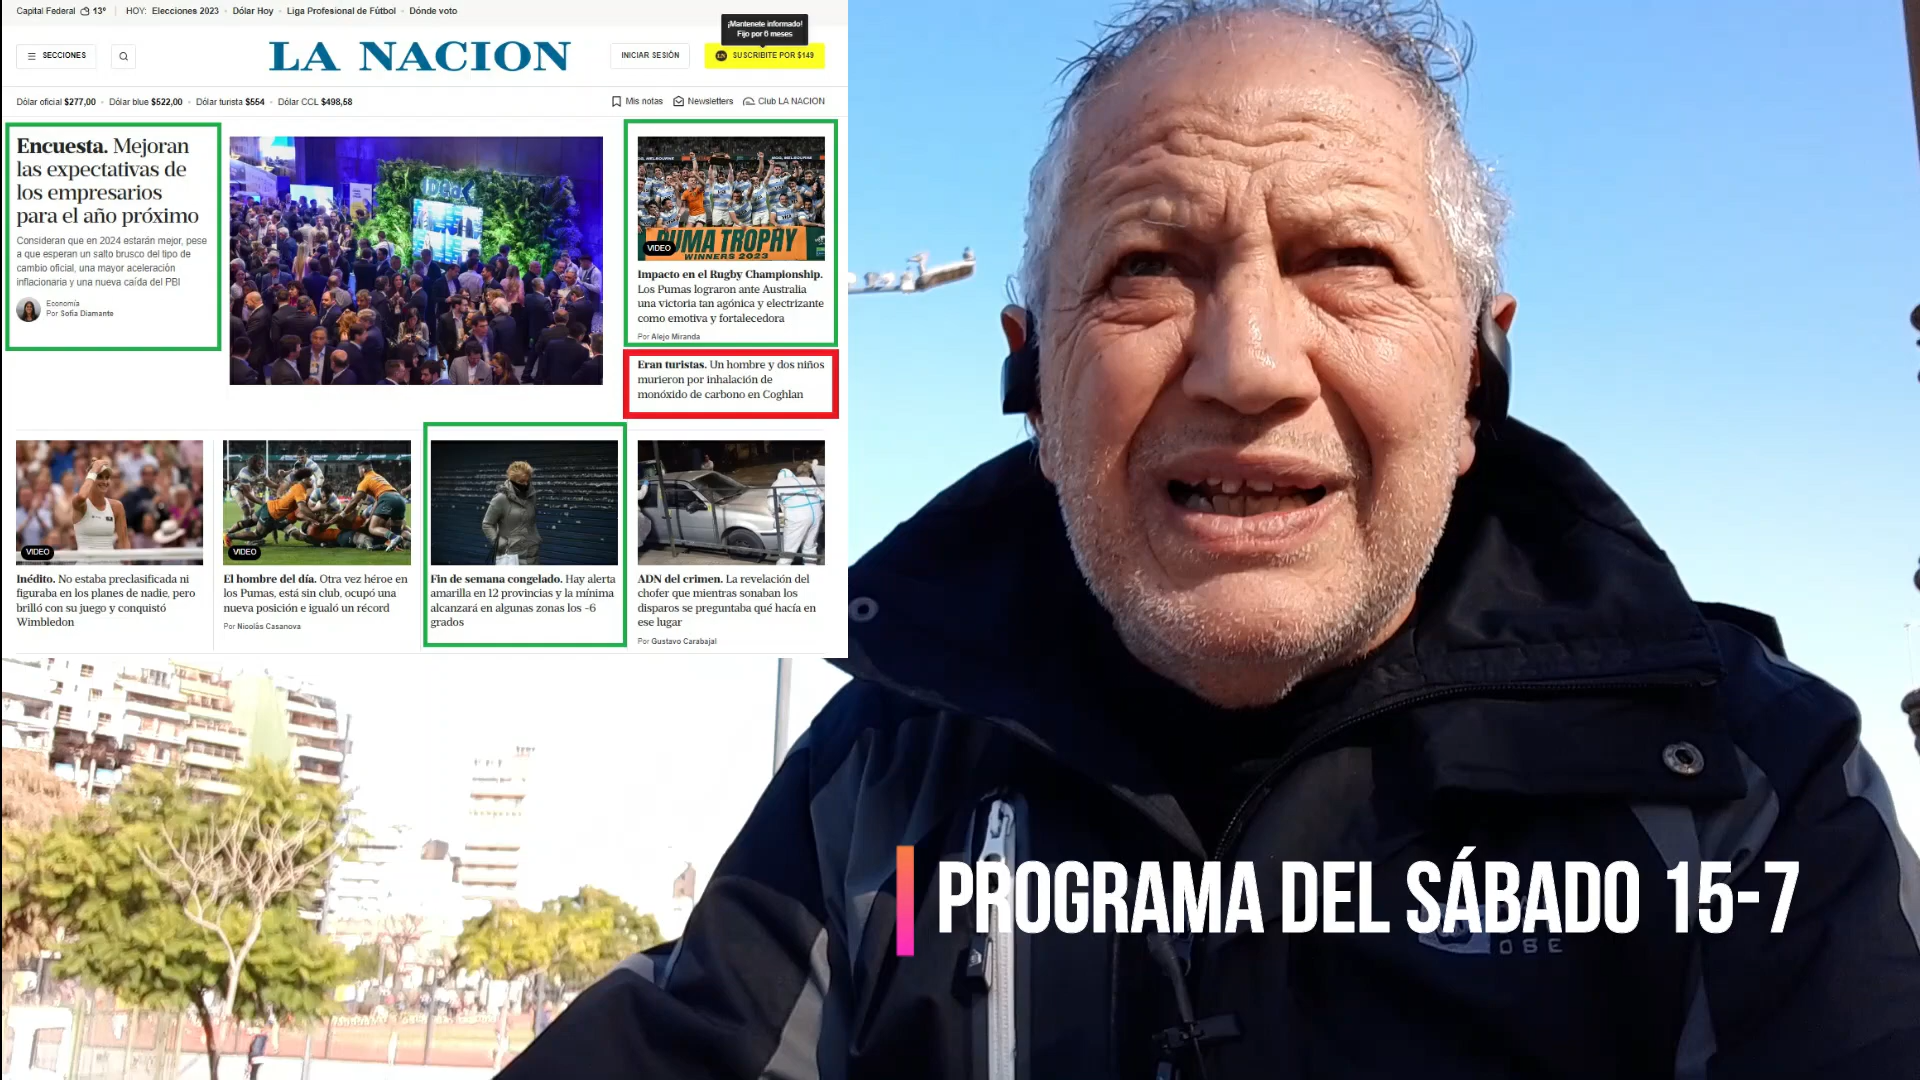 Capital Federal 13° HOY: Elecciones 2023 Dólar Hoy Liga Profesional de Fútbol Dónde voto
¡Mantenete informado!
Fijo por 6 meses
SECCIONES
LA NACION
INICIAR SESIÓN
SUSCRIBITE POR $149
Dólar oficial $277,00 Dólar blue $522,00 Dólar turista $554 Dólar CCL $498,58
Mis notas Newsletters Club LA NACION
Encuesta. Mejoran
las expectativas de
los empresarios
para el año próximo
Consideran que en 2024 estarán mejor, pese
a que esperan un salto brusco del tipo de
cambio oficial, una mayor aceleración
inflacionaria y una nueva caída del PBI
Economía
Por Sofía Diamante
idea
PUMA TROPHY
WINNERS 2023
VIDEO
Impacto en el Rugby Championship.
Los Pumas lograron ante Australia
una victoria tan agónica y electrizante
como emotiva y fortalecedora
Por Alejo Miranda
Eran turistas. Un hombre y dos niños
murieron por inhalación de
monóxido de carbono en Coghlan
VIDEO
Inédito. No estaba preclasificada ni
figuraba en los planes de nadie, pero
brilló con su juego y conquistó
Wimbledon
VIDEO
El hombre del día. Otra vez héroe en
los Pumas, está sin club, ocupó una
nueva posición e igualó un récord
Por Nicolás Casanova
Fin de semana congelado. Hay alerta
amarilla en 12 provincias y la mínima
alcanzará en algunas zonas los -6
grados
ADN del crimen. La revelación del
chofer que mientras sonaban los
disparos se preguntaba qué hacía en
ese lugar
Por Gustavo Carabajal
PROGRAMA DEL SÁBADO 15-7